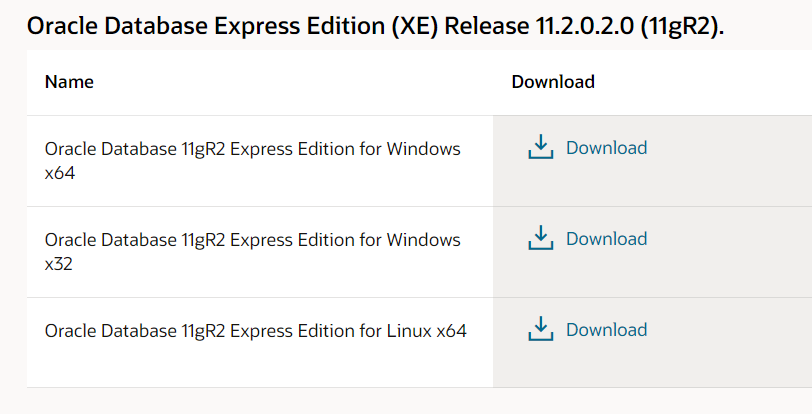 Oracle Database Express Edition (XE) Release 11.2.0.2.0 (11gR2).
Name Download
Oracle Database 11gR2 Express Edition for Windows
x64
Download
Oracle Database 11gR2 Express Edition for Windows
x32
Download
Oracle Database 11gR2 Express Edition for Linux x64
Download